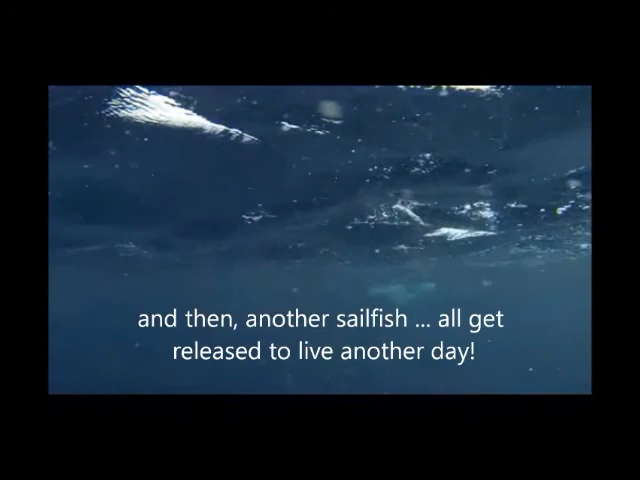 and then, another sailfish ... all get
released to live another day!